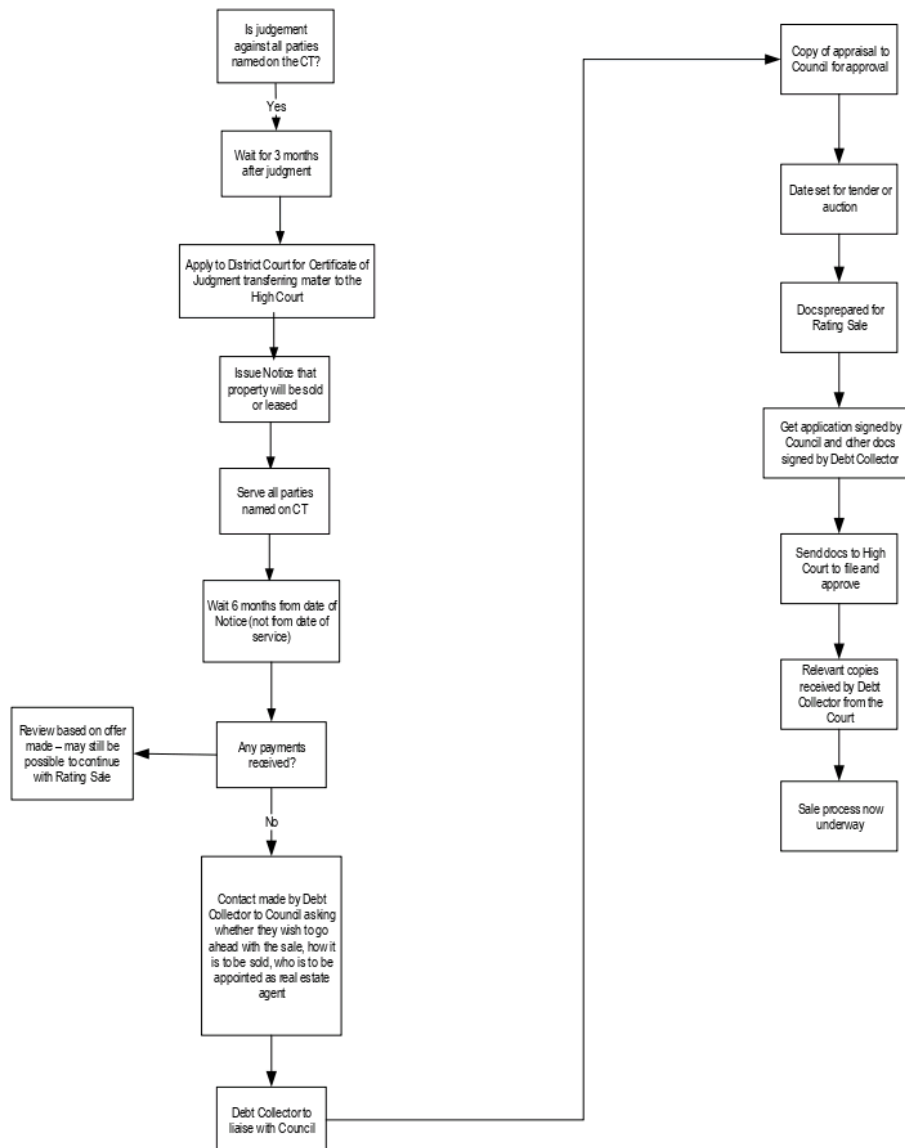 Is judgement
against all parties
named on the CT?
Yes
Wait for 3 months
after judgment
Apply to District Court for Certificate of
Judgment transferring matter to the
High Court
Issue Notice that
property will be sold
or leased
Serve all parties
named on CT
Wait 6 months from date of
Notice (not from date of
service)
Any payments
received?
Review based on offer
made – may still be
possible to continue
with Rating Sale
No
Contact made by Debt
Collector to Council asking
whether they wish to go
ahead with the sale, how it
is to be sold, who is to be
appointed as real estate
agent
Debt Collector to
liaise with Council
Copy of appraisal to
Council for approval
Date set for tender or
auction
Docs prepared for
Rating Sale
Get application signed by
Council and other docs
signed by Debt Collector
Send docs to High
Court to file and
approve
Relevant copies
received by Debt
Collector from the
Court
Sale process now
underway